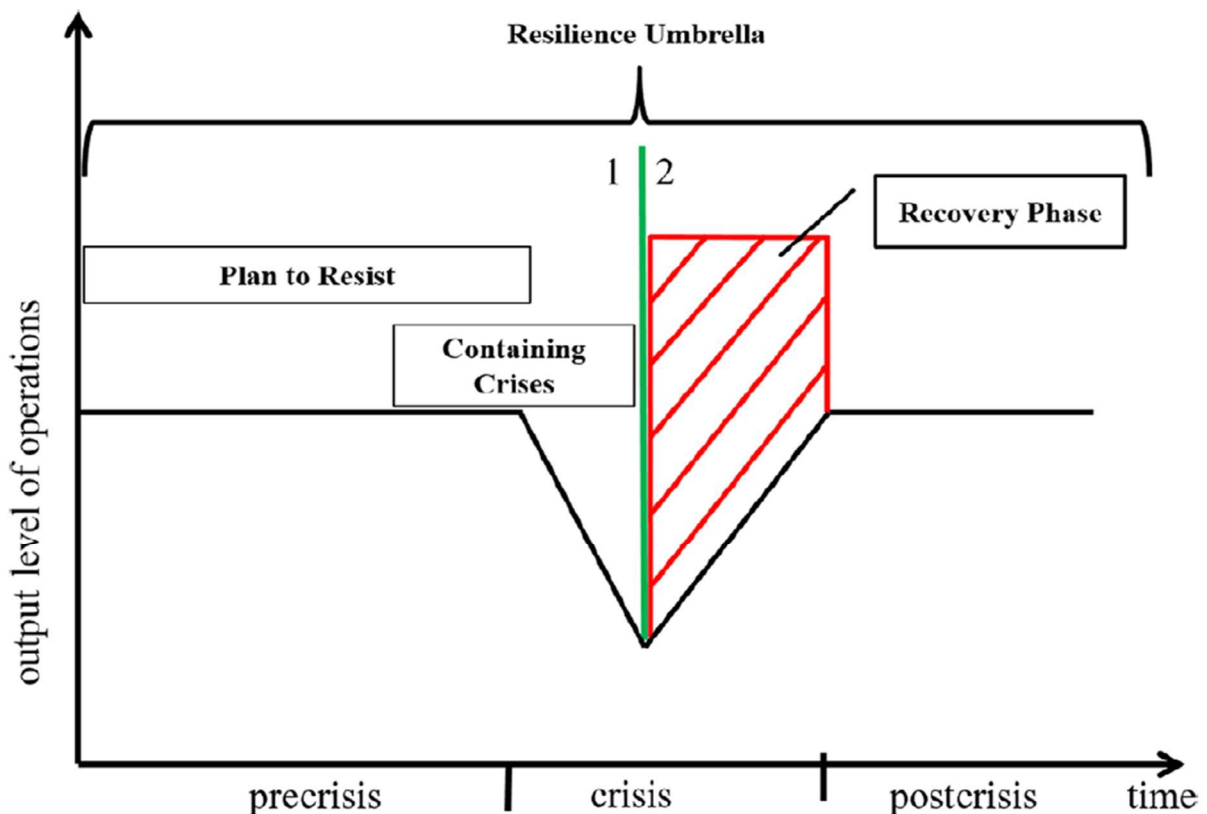 Resilience Umbrella
1 2
Recovery Phase
Plan to Resist
Containing
Crises
output level of operations
precrisis crisis postcrisis time